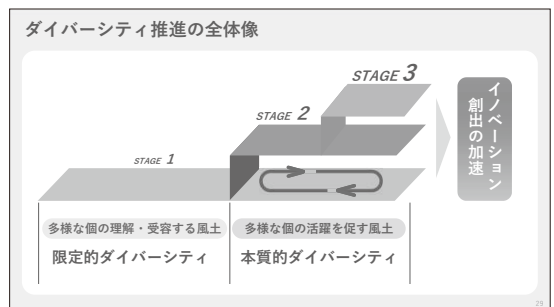 ダイバーシティ推進の全体像
STAGE 3
STAGE 2
STAGE 1
イノベーション
創出の加速
多様な個の理解・受容する風土
多様な個の活躍を促す風土
限定的ダイバーシティ
本質的ダイバーシティ
29